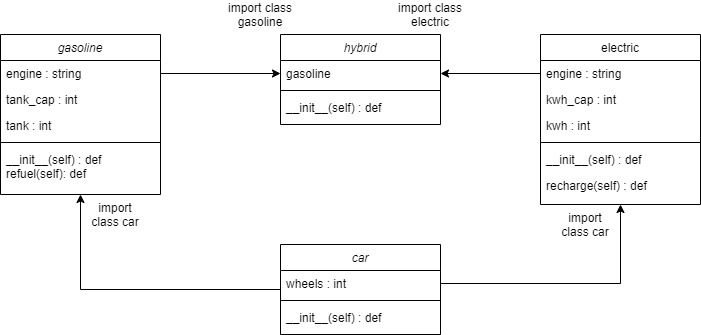 import class
gasoline
import class
electric
gasoline
engine : string
tank_cap : int
tank : int
__init__(self) : def
refuel(self): def
hybrid
gasoline
__init__(self) : def
electric
engine : string
kwh_cap : int
kwh : int
__init__(self) : def
recharge(self) : def
import
class car
import
class car
car
wheels : int
__init__(self) : def